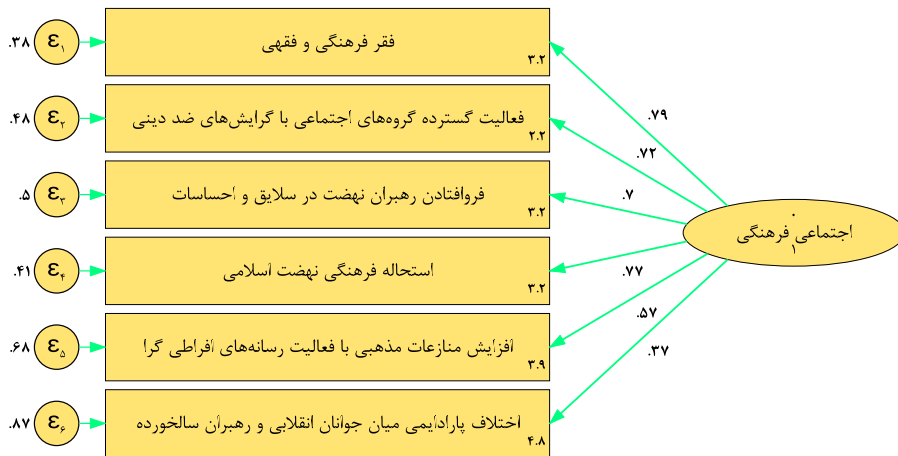 فقر فرهنگی و فقهی
۳.۲
ε۱
.۳۸
.۷۹
فعالیت گسترده گروه‌های اجتماعی با گرایش‌های ضد دینی
۲.۲
ε۲
.۴۸
.۷۲
فروافتادن رهبران نهضت در سلایق و احساسات
۳.۲
ε۳
.۵
.۷
استحاله فرهنگی نهضت اسلامی
۳.۲
ε۴
.۴۱
.۷۷
افزایش منازعات مذهبی با فعالیت رسانه‌های افراطی گرا
۳.۹
ε۵
.۶۸
.۵۷
اختلاف پارادایمی میان جوانان انقلابی و رهبران سالخورده
۴.۸
ε۶
.۸۷
.۳۷
۰
اجتماعی فرهنگی
۱